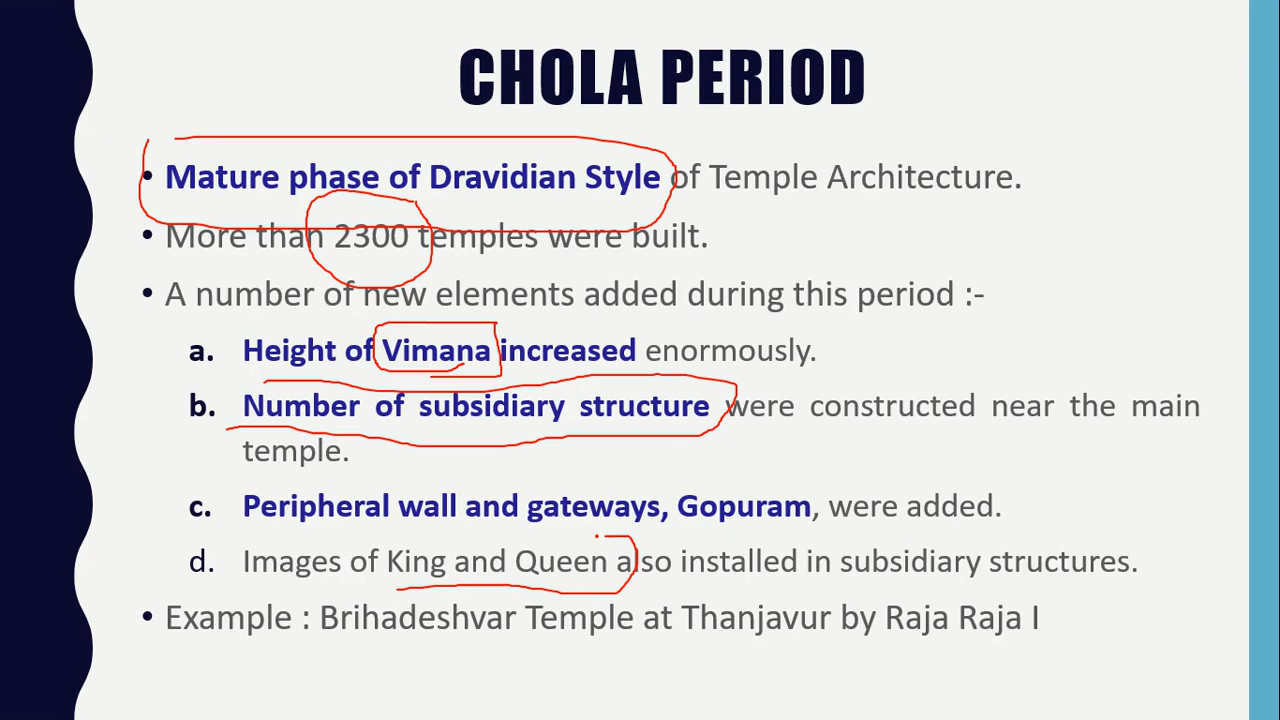 CHOLA PERIOD
• Mature phase of Dravidian Style of Temple Architecture.
• More than 2300 temples were built.
• A number of new elements added during this period :-
a. Height of Vimana increased enormously.
b. Number of subsidiary structure were constructed near the main
temple.
c. Peripheral wall and gateways, Gopuram, were added.
d. Images of King and Queen also installed in subsidiary structures.
• Example : Brihadeshvar Temple at Thanjavur by Raja Raja I